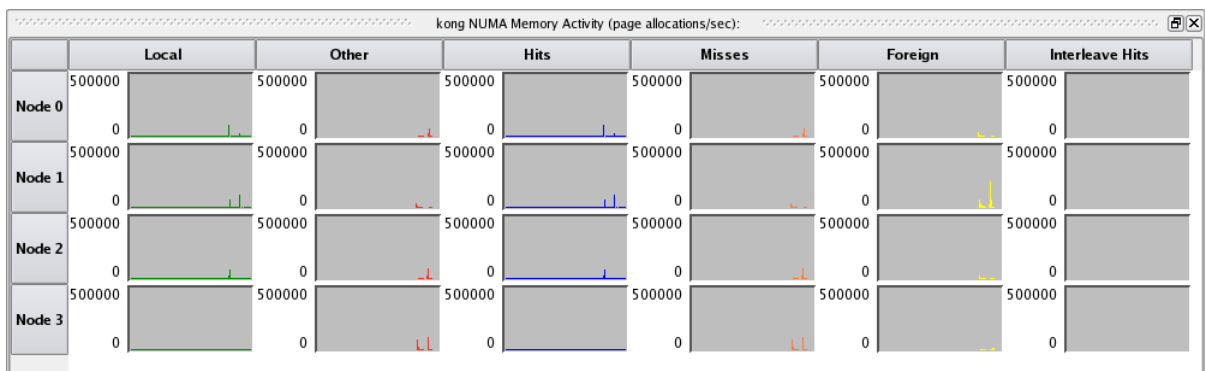 kong NUMA Memory Activity (page allocations/sec):
Local Other Hits Misses Foreign Interleave Hits
500000 500000 500000 500000 500000 500000
Node 0
0 0 0 0 0 0
500000 500000 500000 500000 500000 500000
Node 1
0 0 0 0 0 0
500000 500000 500000 500000 500000 500000
Node 2
0 0 0 0 0 0
500000 500000 500000 500000 500000 500000
Node 3
0 0 0 0 0 0